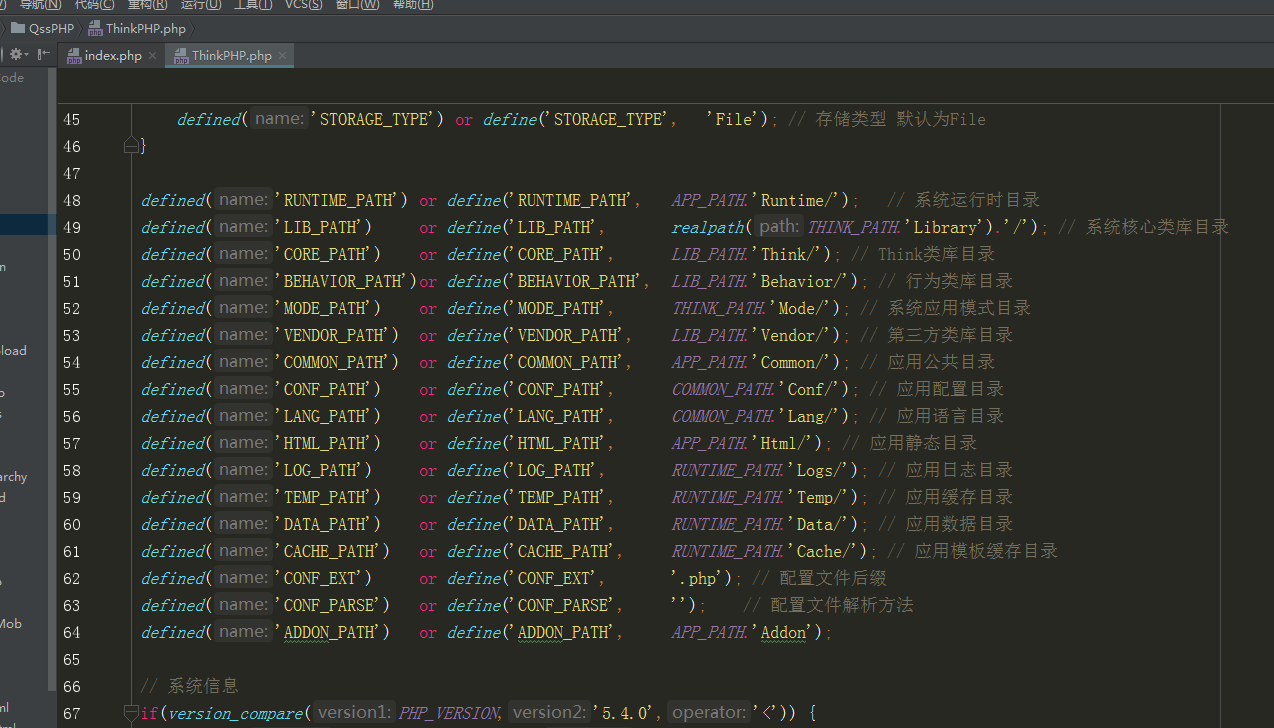 导航(N) 代码(C) 重构(R) 运行(U) 工具(T) VCS(S) 窗口(W) 帮助(H)
QssPHP ThinkPHP.php
index.php ThinkPHP.php
45 defined( name: 'STORAGE_TYPE') or define('STORAGE_TYPE', 'File'); // 存储类型 默认为File
46 }
47
48 defined( name: 'RUNTIME_PATH') or define('RUNTIME_PATH', APP_PATH.'Runtime/'); // 系统运行时目录
49 defined( name: 'LIB_PATH') or define('LIB_PATH', realpath( path: THINK_PATH.'Library').'/'); // 系统核心类库目录
50 defined( name: 'CORE_PATH') or define('CORE_PATH', LIB_PATH.'Think/'); // Think类库目录
51 defined( name: 'BEHAVIOR_PATH')or define('BEHAVIOR_PATH', LIB_PATH.'Behavior/'); // 行为类库目录
52 defined( name: 'MODE_PATH') or define('MODE_PATH', THINK_PATH.'Mode/'); // 系统应用模式目录
53 defined( name: 'VENDOR_PATH') or define('VENDOR_PATH', LIB_PATH.'Vendor/'); // 第三方类库目录
54 defined( name: 'COMMON_PATH') or define('COMMON_PATH', APP_PATH.'Common/'); // 应用公共目录
55 defined( name: 'CONF_PATH') or define('CONF_PATH', COMMON_PATH.'Conf/'); // 应用配置目录
56 defined( name: 'LANG_PATH') or define('LANG_PATH', COMMON_PATH.'Lang/'); // 应用语言目录
57 defined( name: 'HTML_PATH') or define('HTML_PATH', APP_PATH.'Html/'); // 应用静态目录
58 defined( name: 'LOG_PATH') or define('LOG_PATH', RUNTIME_PATH.'Logs/'); // 应用日志目录
59 defined( name: 'TEMP_PATH') or define('TEMP_PATH', RUNTIME_PATH.'Temp/'); // 应用缓存目录
60 defined( name: 'DATA_PATH') or define('DATA_PATH', RUNTIME_PATH.'Data/'); // 应用数据目录
61 defined( name: 'CACHE_PATH') or define('CACHE_PATH', RUNTIME_PATH.'Cache/'); // 应用模板缓存目录
62 defined( name: 'CONF_EXT') or define('CONF_EXT', '.php'); // 配置文件后缀
63 defined( name: 'CONF_PARSE') or define('CONF_PARSE', ''); // 配置文件解析方法
64 defined( name: 'ADDON_PATH') or define('ADDON_PATH', APP_PATH.'Addon');
65
66 // 系统信息
67 if(version_compare( version1: PHP_VERSION, version2: '5.4.0', operator: '<')) {